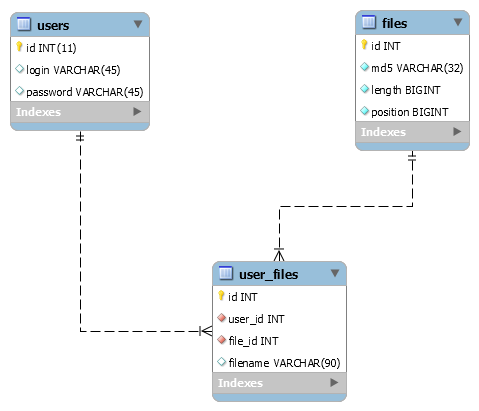 users
id INT(11)
login VARCHAR(45)
password VARCHAR(45)
Indexes
files
id INT
md5 VARCHAR(32)
length BIGINT
position BIGINT
Indexes
user_files
id INT
user_id INT
file_id INT
filename VARCHAR(90)
Indexes